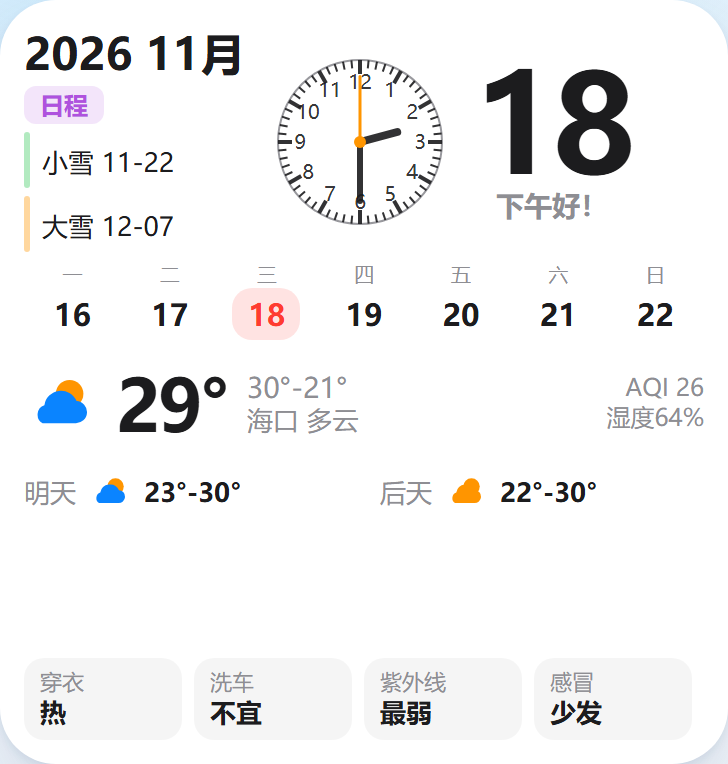 2026 11月
日程
小雪 11-22
大雪 12-07
12
1
2
3
4
5
6
7
8
9
10
11
18
下午好!
一 二 三 四 五 六 日
16 17 18 19 20 21 22
29°
30°-21°
海口 多云
AQI 26
湿度64%
明天 23°-30°
后天 22°-30°
穿衣
热
洗车
不宜
紫外线
最弱
感冒
少发